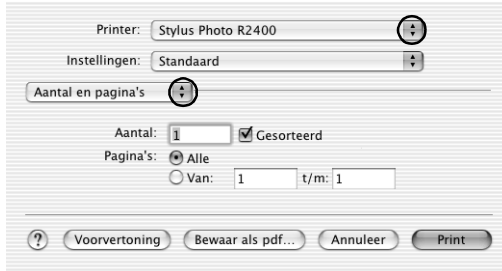 Printer: Stylus Photo R2400
Instellingen: Standaard
Aantal en pagina's
Aantal: 1 Gesorteerd
Pagina's: Alle
Van: 1 t/m: 1
? Voorvertoning Bewaar als pdf... Annuleer Print